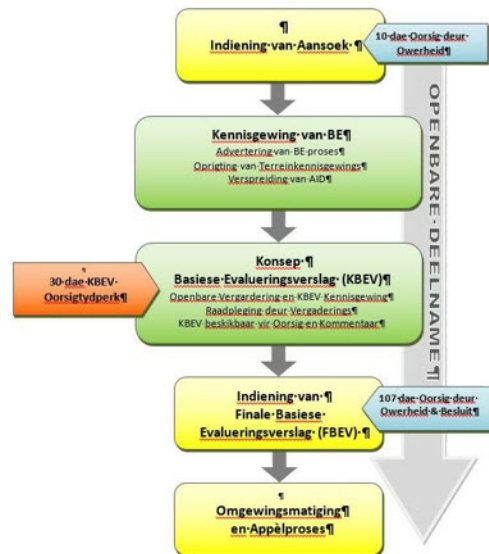 Indiening van Aansoek
10 dae Oorsig deur
Owerheid
Kennisgewing van BE
Advertering van BE proses
Oprigting van Terreinkennisgewings
Verspreiding van AID
OPENBARE DEELNAME
30 dae KBEV
Oorsigtydperk
Konsep
Basiese Evalueringsverslag (KBEV)
Openbare Vergardering en KBEV Kennisgewing
Raadpleging deur Vergaderings
KBEV beskikbaar vir Oorsig en Kommentaar
Indiening van
Finale Basiese
Evalueringsverslag (FBEV)
107 dae Oorsig deur
Owerheid & Besluit
Omgewingsmatiging
en Appèlproses